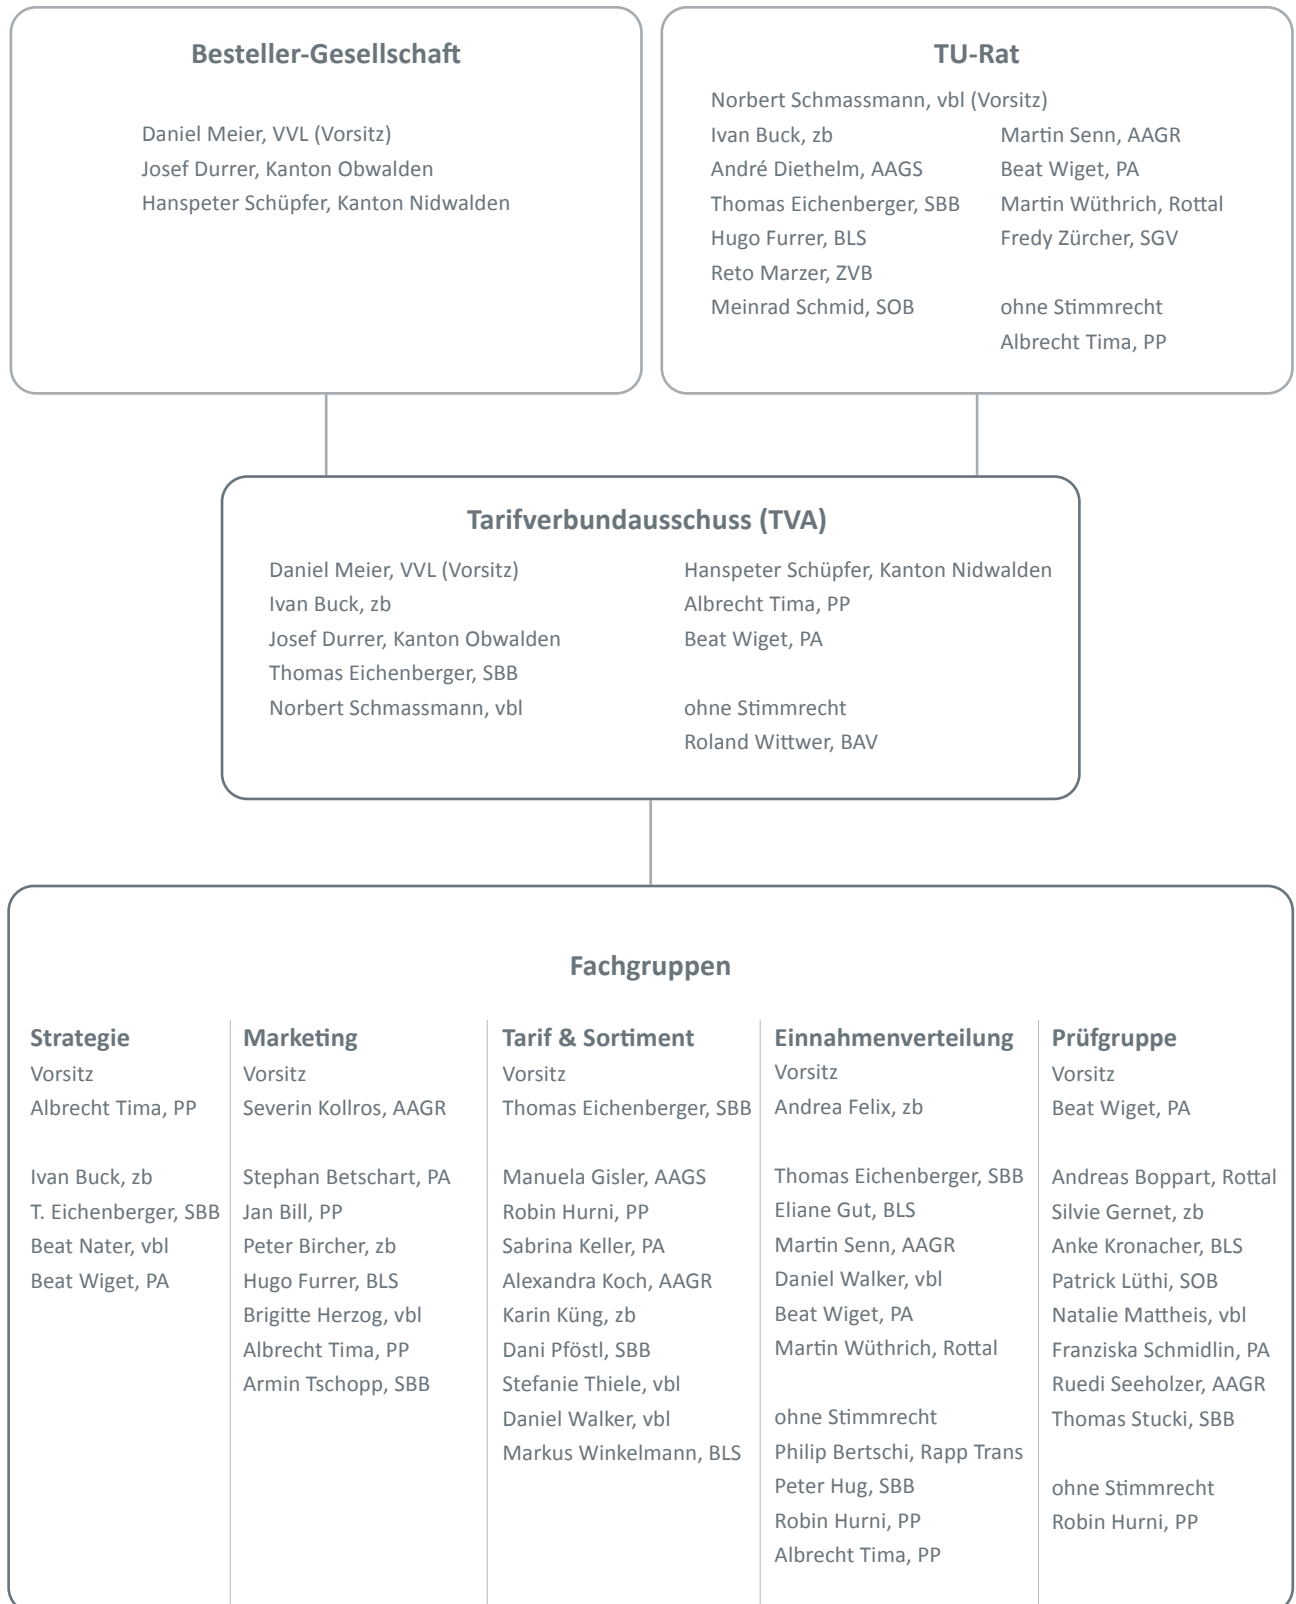 Besteller-Gesellschaft
Daniel Meier, VVL (Vorsitz)
Josef Durrer, Kanton Obwalden
Hanspeter Schüpfer, Kanton Nidwalden
TU-Rat
Norbert Schmassmann, vbl (Vorsitz)
Ivan Buck, zb
André Diethelm, AAGS
Thomas Eichenberger, SBB
Hugo Furrer, BLS
Reto Marzer, ZVB
Meinrad Schmid, SOB
Martin Senn, AAGR
Beat Wiget, PA
Martin Wüthrich, Rottal
Fredy Zürcher, SGV
ohne Stimmrecht
Albrecht Tima, PP
Tarifverbundausschuss (TVA)
Daniel Meier, VVL (Vorsitz)
Ivan Buck, zb
Josef Durrer, Kanton Obwalden
Thomas Eichenberger, SBB
Norbert Schmassmann, vbl
Hanspeter Schüpfer, Kanton Nidwalden
Albrecht Tima, PP
Beat Wiget, PA
ohne Stimmrecht
Roland Wittwer, BAV
Fachgruppen
Strategie
Vorsitz
Albrecht Tima, PP
Ivan Buck, zb
T. Eichenberger, SBB
Beat Nater, vbl
Beat Wiget, PA
Marketing
Vorsitz
Severin Kollros, AAGR
Stephan Betschart, PA
Jan Bill, PP
Peter Bircher, zb
Hugo Furrer, BLS
Brigitte Herzog, vbl
Albrecht Tima, PP
Armin Tschopp, SBB
Tarif & Sortiment
Vorsitz
Thomas Eichenberger, SBB
Manuela Gisler, AAGS
Robin Hurni, PP
Sabrina Keller, PA
Alexandra Koch, AAGR
Karin Küng, zb
Dani Pföstl, SBB
Stefanie Thiele, vbl
Daniel Walker, vbl
Markus Winkelmann, BLS
Einnahmenverteilung
Vorsitz
Andrea Felix, zb
Thomas Eichenberger, SBB
Eliane Gut, BLS
Martin Senn, AAGR
Daniel Walker, vbl
Beat Wiget, PA
Martin Wüthrich, Rottal
ohne Stimmrecht
Philip Bertschi, Rapp Trans
Peter Hug, SBB
Robin Hurni, PP
Albrecht Tima, PP
Prüfgruppe
Vorsitz
Beat Wiget, PA
Andreas Boppart, Rottal
Silvie Gernet, zb
Anke Kronacher, BLS
Patrick Lüthi, SOB
Natalie Mattheis, vbl
Franziska Schmidlin, PA
Ruedi Seeholzer, AAGR
Thomas Stucki, SBB
ohne Stimmrecht
Robin Hurni, PP